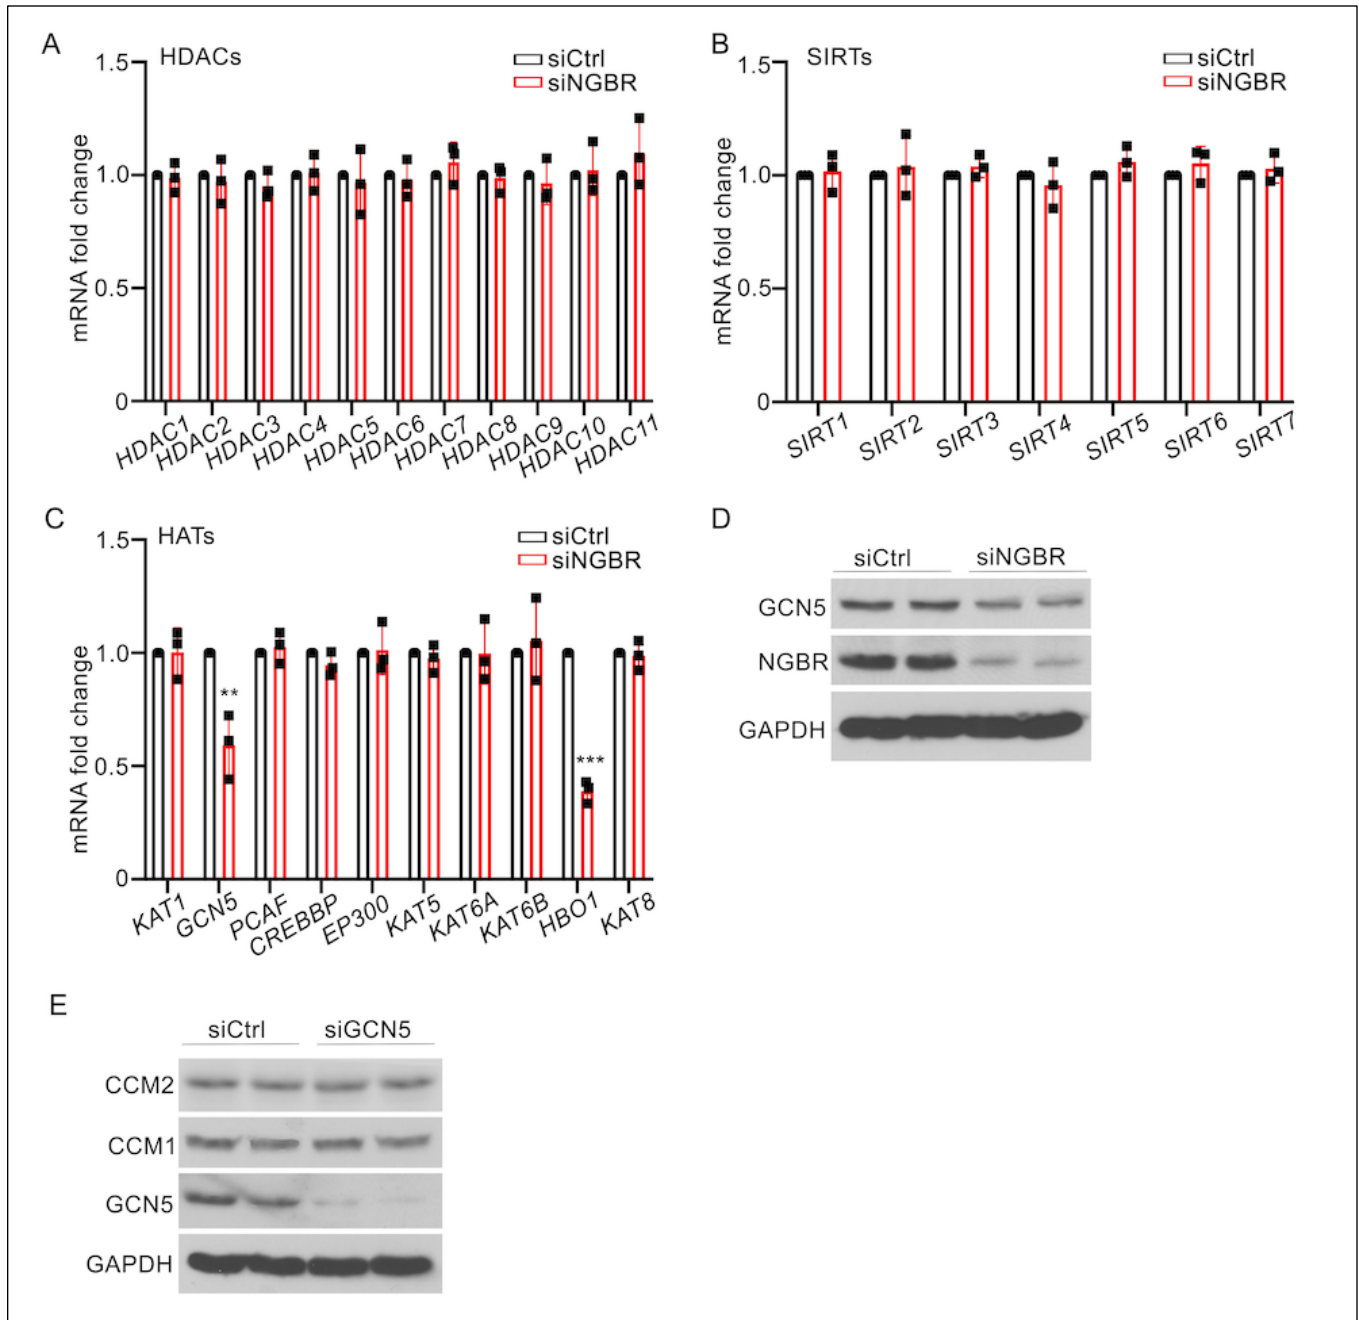 A
HDACs
siCtrl
siNGBR
mRNA fold change
1.5
1.0
0.5
0
HDAC1
HDAC2
HDAC3
HDAC4
HDAC5
HDAC6
HDAC7
HDAC8
HDAC9
HDAC10
HDAC11
B
SIRTs
siCtrl
siNGBR
mRNA fold change
1.5
1.0
0.5
0
SIRT1
SIRT2
SIRT3
SIRT4
SIRT5
SIRT6
SIRT7
C
HATs
siCtrl
siNGBR
mRNA fold change
1.5
1.0
0.5
0
**
***
KAT1
GCN5
PCAF
CREBBP
EP300
KAT5
KAT6A
KAT6B
HBO1
KAT8
D
siCtrl siNGBR
GCN5
NGBR
GAPDH
E
siCtrl siGCN5
CCM2
CCM1
GCN5
GAPDH